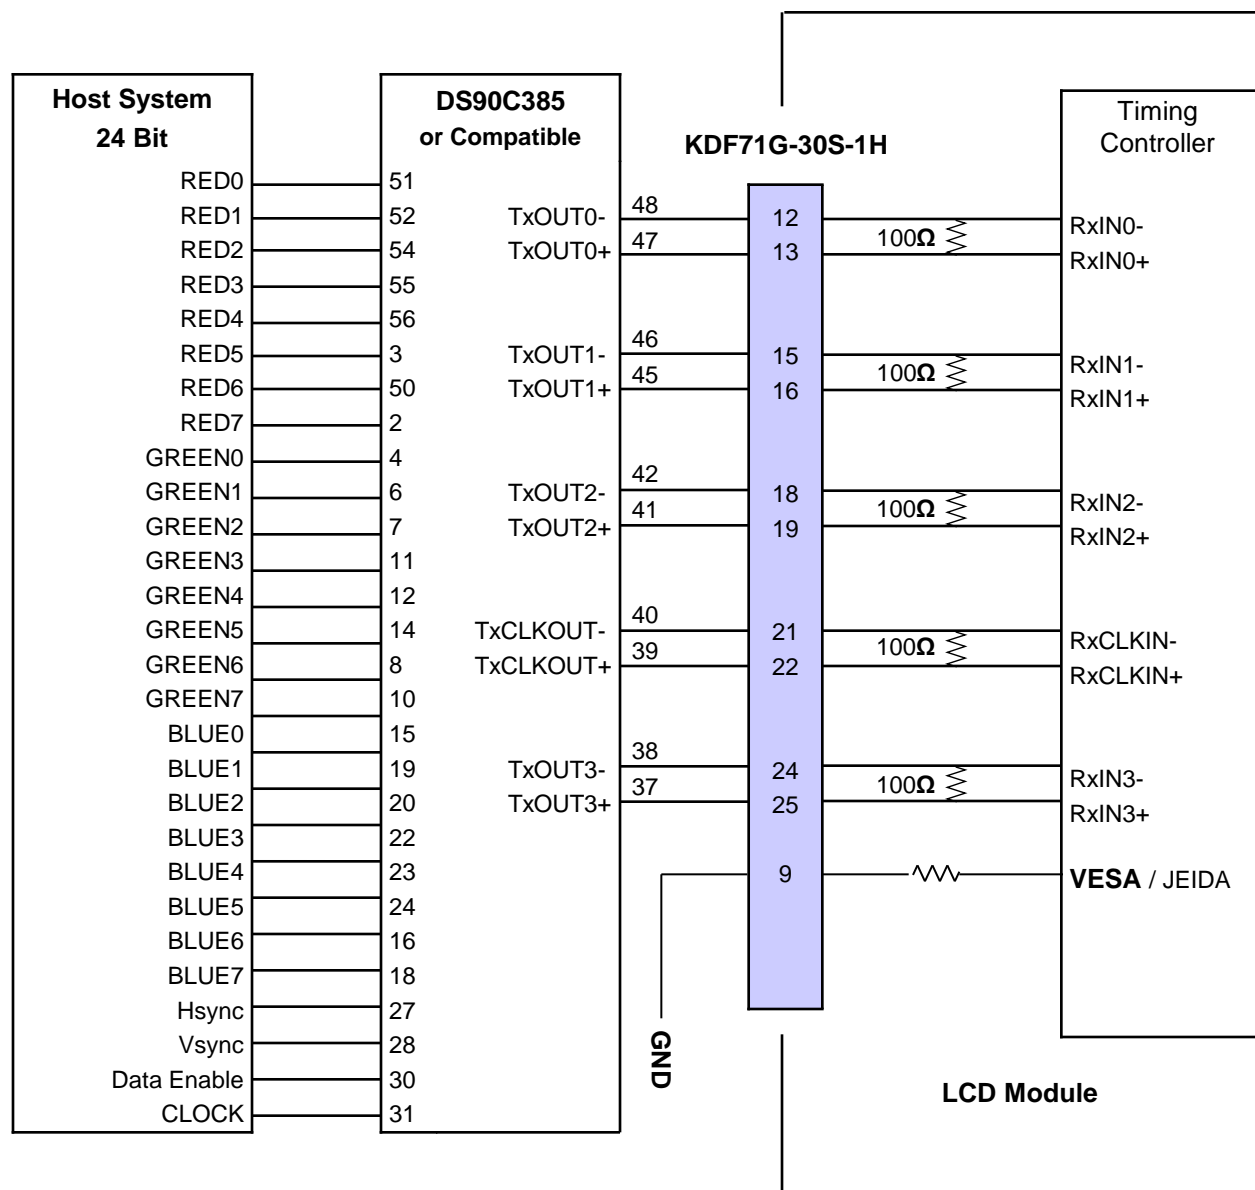 Host System
24 Bit
RED0
RED1
RED2
RED3
RED4
RED5
RED6
RED7
GREEN0
GREEN1
GREEN2
GREEN3
GREEN4
GREEN5
GREEN6
GREEN7
BLUE0
BLUE1
BLUE2
BLUE3
BLUE4
BLUE5
BLUE6
BLUE7
Hsync
Vsync
Data Enable
CLOCK
DS90C385
or Compatible
51
52
54
55
56
3
50
2
4
6
7
11
12
14
8
10
15
19
20
22
23
24
16
18
27
28
30
31
TxOUT0-
TxOUT0+
TxOUT1-
TxOUT1+
TxOUT2-
TxOUT2+
TxCLKOUT-
TxCLKOUT+
TxOUT3-
TxOUT3+
48
47
46
45
42
41
40
39
38
37
GND
KDF71G-30S-1H
12
13
15
16
18
19
21
22
24
25
9
100Ω
100Ω
100Ω
100Ω
100Ω
Timing
Controller
RxIN0-
RxIN0+
RxIN1-
RxIN1+
RxIN2-
RxIN2+
RxCLKIN-
RxCLKIN+
RxIN3-
RxIN3+
VESA / JEIDA
LCD Module